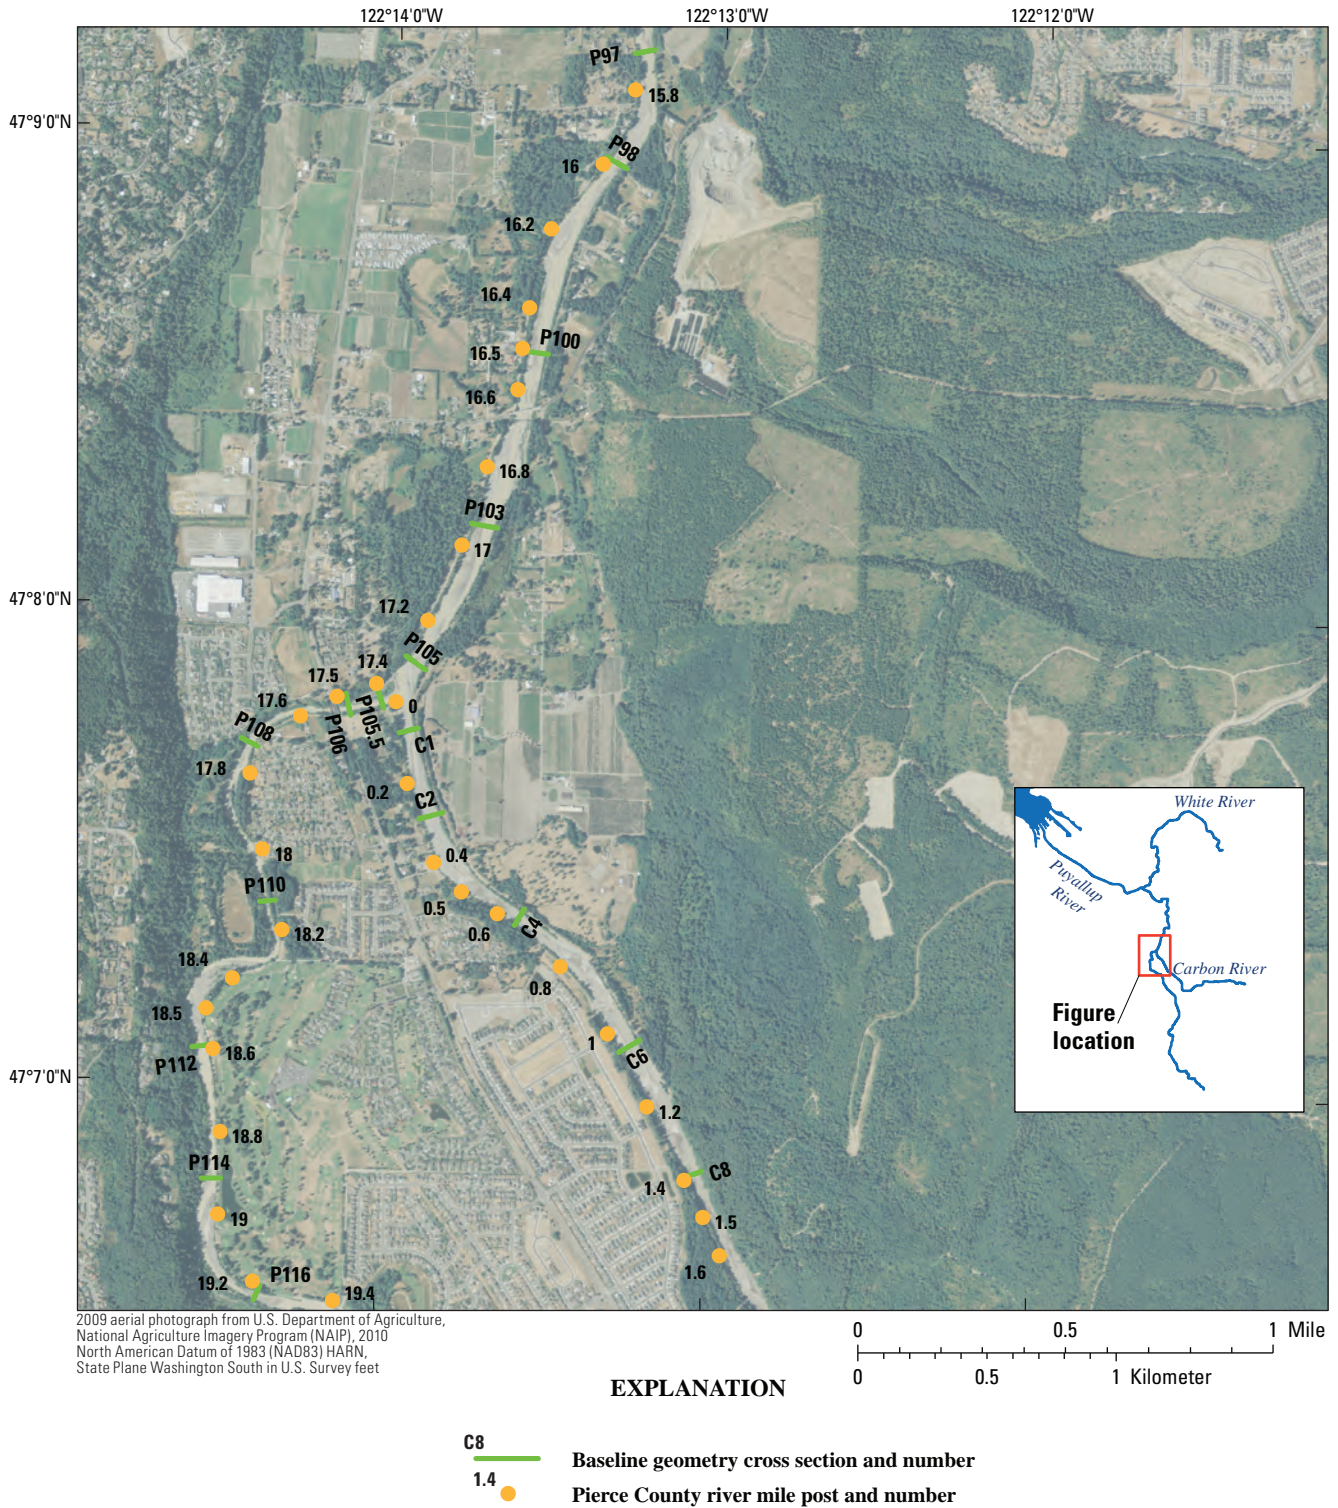 122°14'0"W
122°13'0"W
122°12'0"W
P97
15.8
47°9'0"N
P98
16
16.2
16.4
P100
16.5
16.6
16.8
P103
17
47°8'0"N
17.2
P105
17.4
17.5
17.6
0
P105.5
P106
P108
C1
17.8
0.2
C2
White River
18
0.4
Puyallup
River
P110
0.5
0.6
C4
18.2
18.4
0.8
Carbon River
18.5
Figure
location
1
C6
18.6
P112
47°7'0"N
1.2
18.8
P114
C8
1.4
19
1.5
1.6
19.2
P116
19.4
2009 aerial photograph from U.S. Department of Agriculture,
National Agriculture Imagery Program (NAIP), 2010
North American Datum of 1983 (NAD83) HARN,
State Plane Washington South in U.S. Survey feet
0 0.5 1 Mile
0 0.5 1 Kilometer
EXPLANATION
C8
Baseline geometry cross section and number
1.4
Pierce County river mile post and number